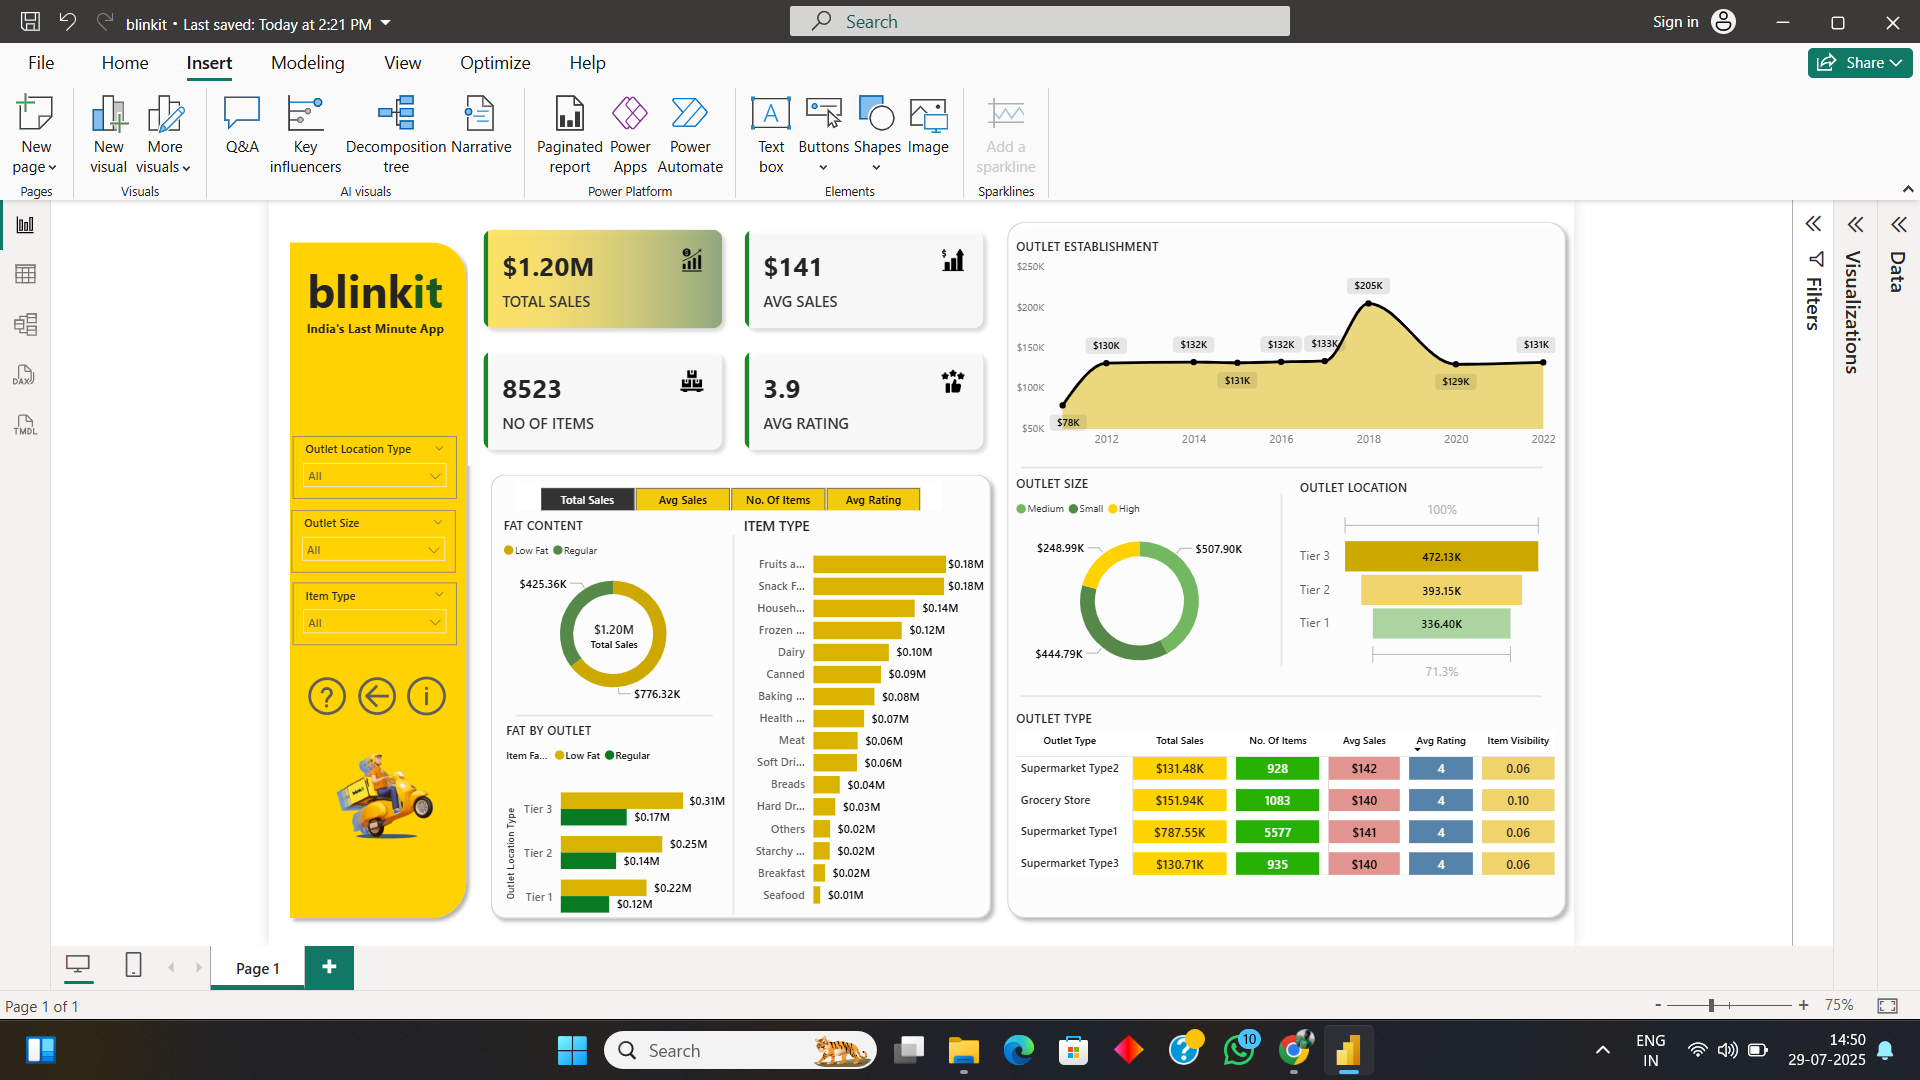 blinkit • Last saved: Today at 2:21 PM
Search
Sign in
File Home Insert Modeling View Optimize Help
Share
New page
New visual
More visuals
Q&A
Key influencers
Decomposition tree
Narrative
Paginated report
Power Apps
Power Automate
Text box
Buttons
Shapes
Image
Add a sparkline
Pages Visuals AI visuals Power Platform Elements Sparklines
DAX
TMDL
Filters
Visualizations
Data
blinkit
India's Last Minute App
Outlet Location Type
All
Outlet Size
All
Item Type
All
?
i
$1.20M
TOTAL SALES
$141
AVG SALES
8523
NO OF ITEMS
3.9
AVG RATING
Total Sales Avg Sales No. Of Items Avg Rating
FAT CONTENT
Low Fat Regular
$425.36K
$1.20M
Total Sales
$776.32K
FAT BY OUTLET
Item Fa... Low Fat Regular
Outlet Location Type
Tier 3 $0.31M
$0.17M
Tier 2 $0.25M
$0.14M
Tier 1 $0.22M
$0.12M
ITEM TYPE
Fruits a... $0.18M
Snack F... $0.18M
Househ... $0.14M
Frozen ... $0.12M
Dairy $0.10M
Canned $0.09M
Baking ... $0.08M
Health ... $0.07M
Meat $0.06M
Soft Dri... $0.06M
Breads $0.04M
Hard Dr... $0.03M
Others $0.02M
Starchy ... $0.02M
Breakfast $0.02M
Seafood $0.01M
OUTLET ESTABLISHMENT
$250K
$200K
$150K
$100K
$50K
$78K
$130K
$132K
$131K
$132K
$133K
$205K
$129K
$131K
2012 2014 2016 2018 2020 2022
OUTLET SIZE
Medium Small High
$248.99K
$507.90K
$444.79K
OUTLET LOCATION
100%
Tier 3 472.13K
Tier 2 393.15K
Tier 1 336.40K
71.3%
OUTLET TYPE
Outlet Type Total Sales No. Of Items Avg Sales Avg Rating Item Visibility
Supermarket Type2 $131.48K 928 $142 4 0.06
Grocery Store $151.94K 1083 $140 4 0.10
Supermarket Type1 $787.55K 5577 $141 4 0.06
Supermarket Type3 $130.71K 935 $140 4 0.06
Page 1
+
Page 1 of 1
- + 75%
Search
10
ENG
IN
14:50
29-07-2025